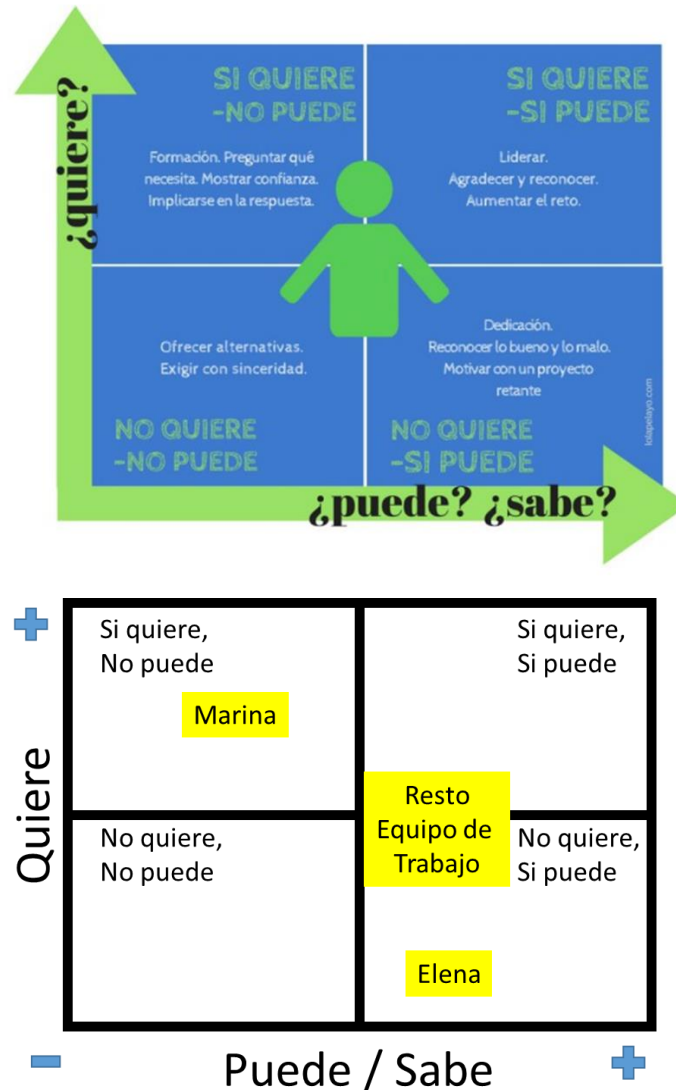 ¿quiere?
SI QUIERE
-NO PUEDE
Formación. Preguntar qué
necesita. Mostrar confianza.
Implicarse en la respuesta.
SI QUIERE
-SI PUEDE
Liderar.
Agradecer y reconocer.
Aumentar el reto.
Ofrecer alternativas.
Exigir con sinceridad.
NO QUIERE
-NO PUEDE
Dedicación.
Reconocer lo bueno y lo malo.
Motivar con un proyecto
retante
NO QUIERE
-SI PUEDE
lolapelayo.com
¿puede? ¿sabe?
Quiere
Si quiere,
No puede
Marina
Si quiere,
Si puede
Resto
Equipo de
Trabajo
No quiere,
No puede
No quiere,
Si puede
Elena
Puede / Sabe